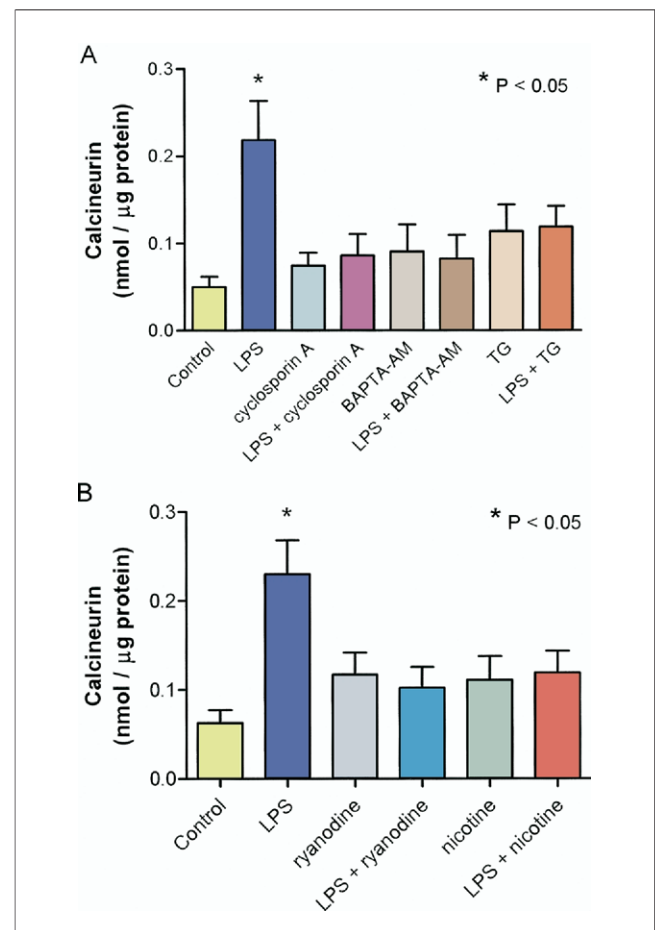 A
0.3
0.2
0.1
0.0
Calcineurin
(nmol / μg protein)
*
* P < 0.05
Control
LPS
cyclosporin A
LPS + cyclosporin A
BAPTA-AM
LPS + BAPTA-AM
TG
LPS + TG
B
0.3
0.2
0.1
0.0
Calcineurin
(nmol / μg protein)
*
* P < 0.05
Control
LPS
ryanodine
LPS + ryanodine
nicotine
LPS + nicotine